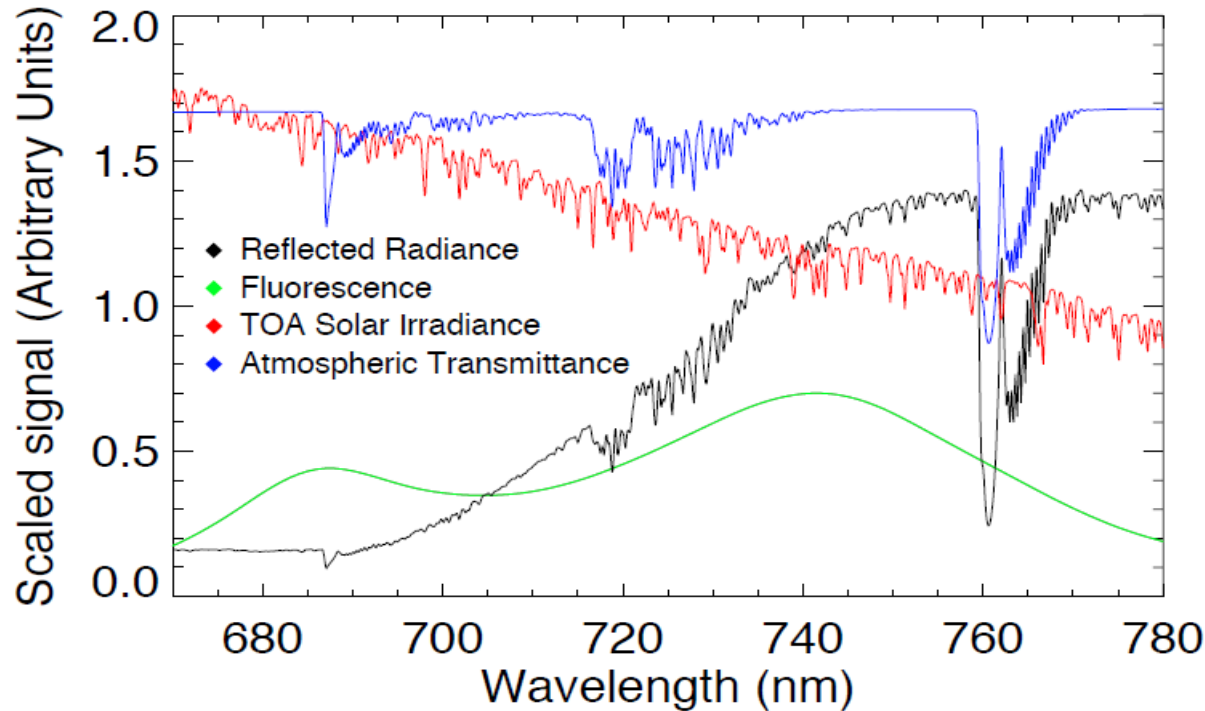 Scaled signal (Arbitrary Units)
2.0
1.5
1.0
0.5
0.0
Reflected Radiance
Fluorescence
TOA Solar Irradiance
Atmospheric Transmittance
680 700 720 740 760 780
Wavelength (nm)